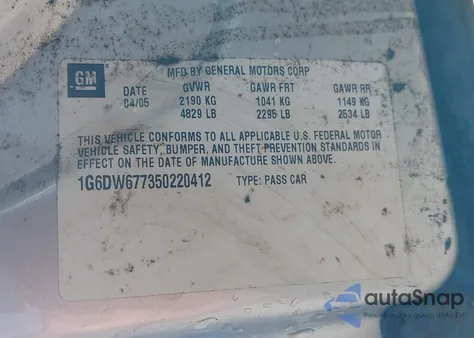 GM
MFD BY GENERAL MOTORS CORP
DATE GVWR GAWR FRT GAWR RR
04/05 2190 KG 1041 KG 1149 KG
4829 LB 2295 LB 2534 LB
THIS VEHICLE CONFORMS TO ALL APPLICABLE U.S. FEDERAL MOTOR
VEHICLE SAFETY, BUMPER, AND THEFT PREVENTION STANDARDS IN
EFFECT ON THE DATE OF MANUFACTURE SHOWN ABOVE.
1G6DW677350220412 TYPE: PASS CAR
autoSnap